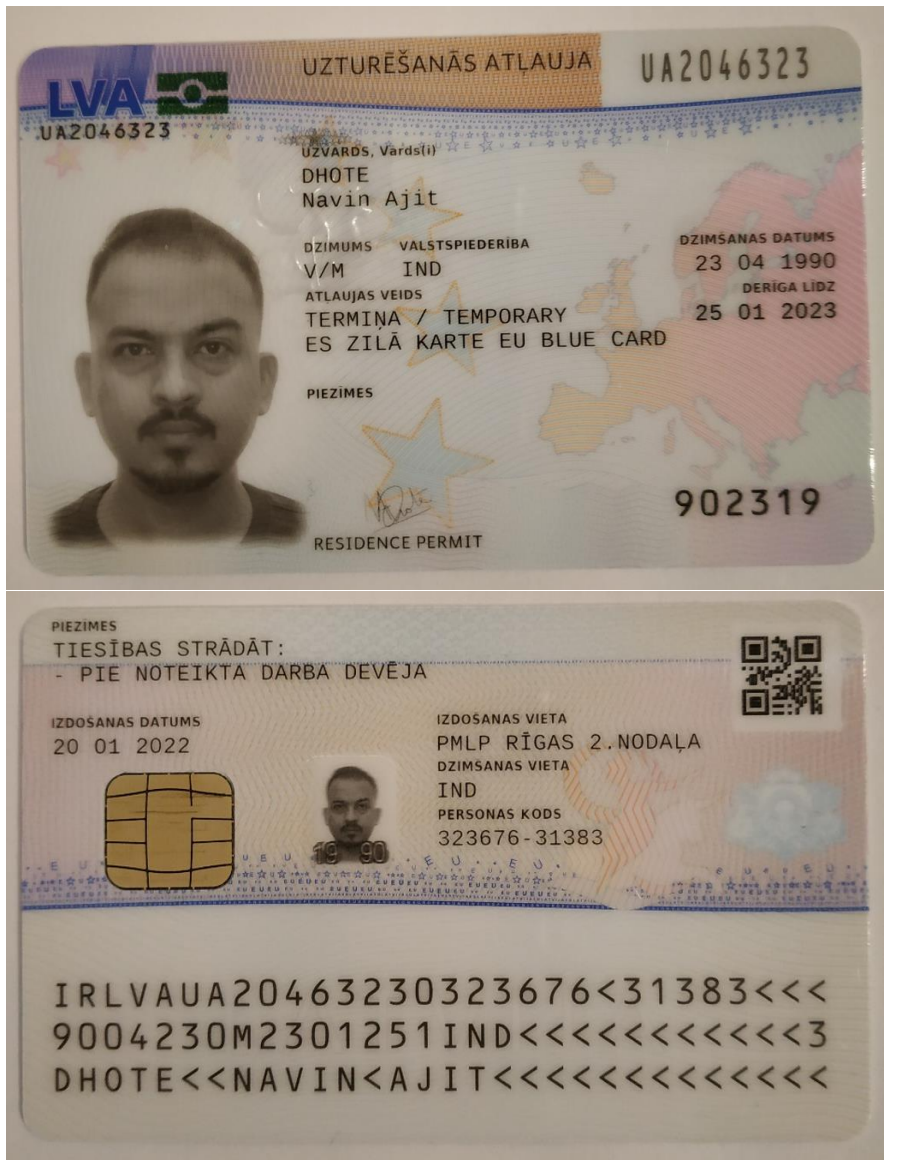 UZTURĒŠANĀS ATĻAUJA
UA2046323
LVA
UA2046323
UZVĀRDS, Vārds(i)
DHOTE
Navin Ajit
DZIMUMS VALSTSPIEDERĪBA
V/M IND
DZIMŠANAS DATUMS
23 04 1990
ATĻAUJAS VEIDS
DERĪGA LĪDZ
TERMIŅA / TEMPORARY
25 01 2023
ES ZILĀ KARTE EU BLUE CARD
PIEZĪMES
902319
RESIDENCE PERMIT
PIEZĪMES
TIESĪBAS STRĀDĀT:
- PIE NOTEIKTA DARBA DEVĒJA
IZDOŠANAS DATUMS
20 01 2022
IZDOŠANAS VIETA
PMLP RĪGAS 2.NODAĻA
DZIMŠANAS VIETA
IND
PERSONAS KODS
323676-31383
19 90
IRLVAUA20463230323676<31383<<<
9004230M2301251IND<<<<<<<<<<<3
DHOTE<<NAVIN<AJIT<<<<<<<<<<<<<